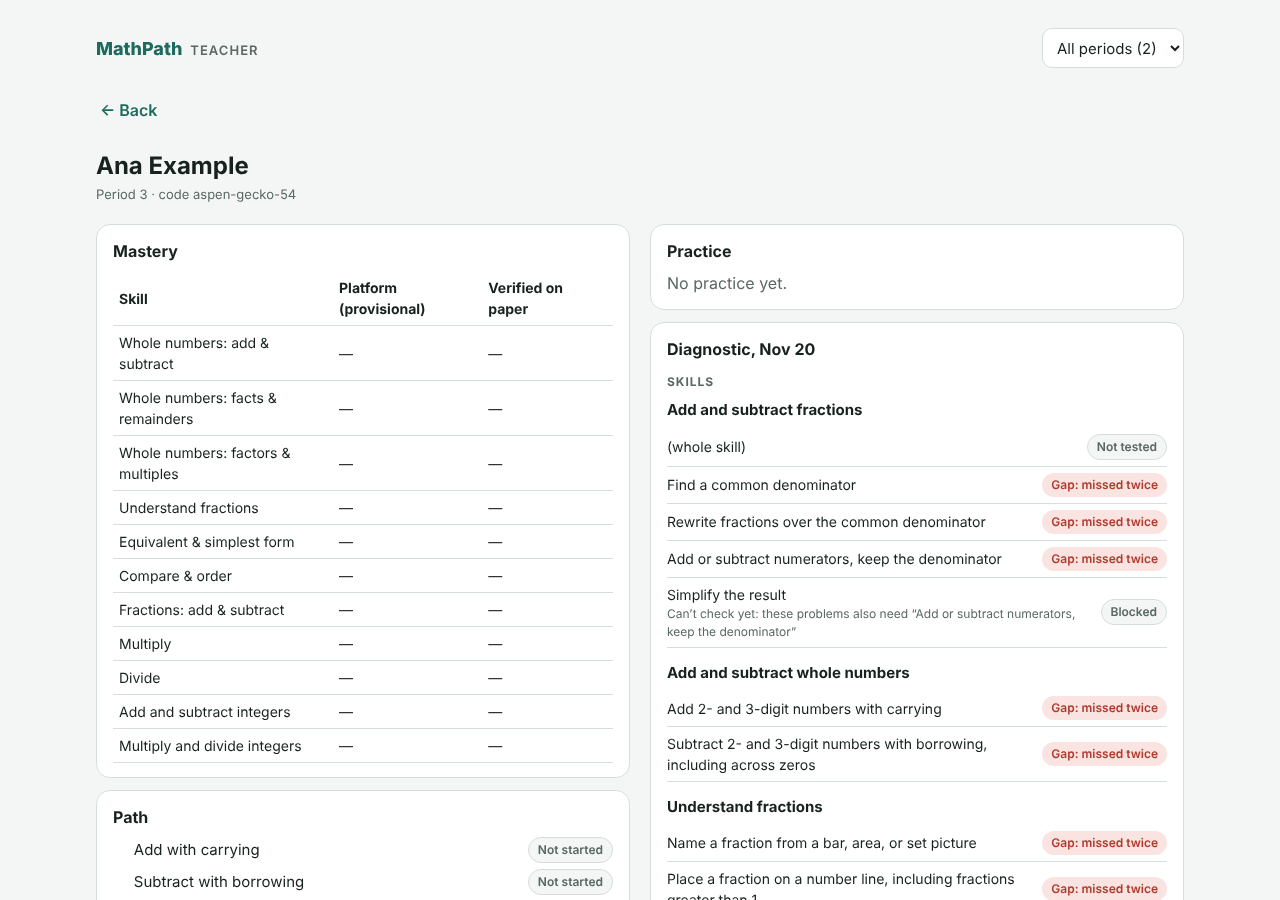 MathPath TEACHER
All periods (2)
← Back
Ana Example
Period 3 · code aspen-gecko-54
Mastery
Skill
Platform (provisional)
Verified on paper
Whole numbers: add & subtract
—
—
Whole numbers: facts & remainders
—
—
Whole numbers: factors & multiples
—
—
Understand fractions
—
—
Equivalent & simplest form
—
—
Compare & order
—
—
Fractions: add & subtract
—
—
Multiply
—
—
Divide
—
—
Add and subtract integers
—
—
Multiply and divide integers
—
—
Path
Add with carrying
Not started
Subtract with borrowing
Not started
Practice
No practice yet.
Diagnostic, Nov 20
SKILLS
Add and subtract fractions
(whole skill)
Not tested
Find a common denominator
Gap: missed twice
Rewrite fractions over the common denominator
Gap: missed twice
Add or subtract numerators, keep the denominator
Gap: missed twice
Simplify the result
Can’t check yet: these problems also need “Add or subtract numerators,
keep the denominator”
Blocked
Add and subtract whole numbers
Add 2- and 3-digit numbers with carrying
Gap: missed twice
Subtract 2- and 3-digit numbers with borrowing,
including across zeros
Gap: missed twice
Understand fractions
Name a fraction from a bar, area, or set picture
Gap: missed twice
Place a fraction on a number line, including fractions
greater than 1
Gap: missed twice